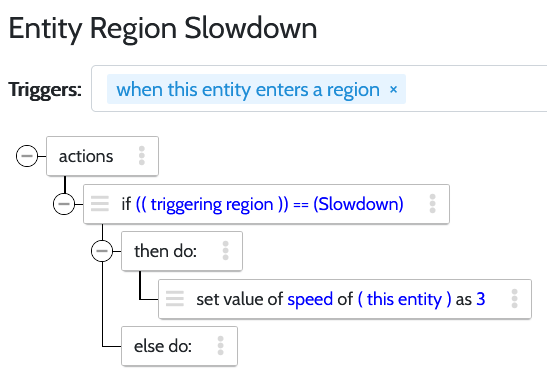 Entity Region Slowdown
Triggers: when this entity enters a region ×
actions
if (( triggering region )) == (Slowdown)
then do:
set value of speed of ( this entity ) as 3
else do: